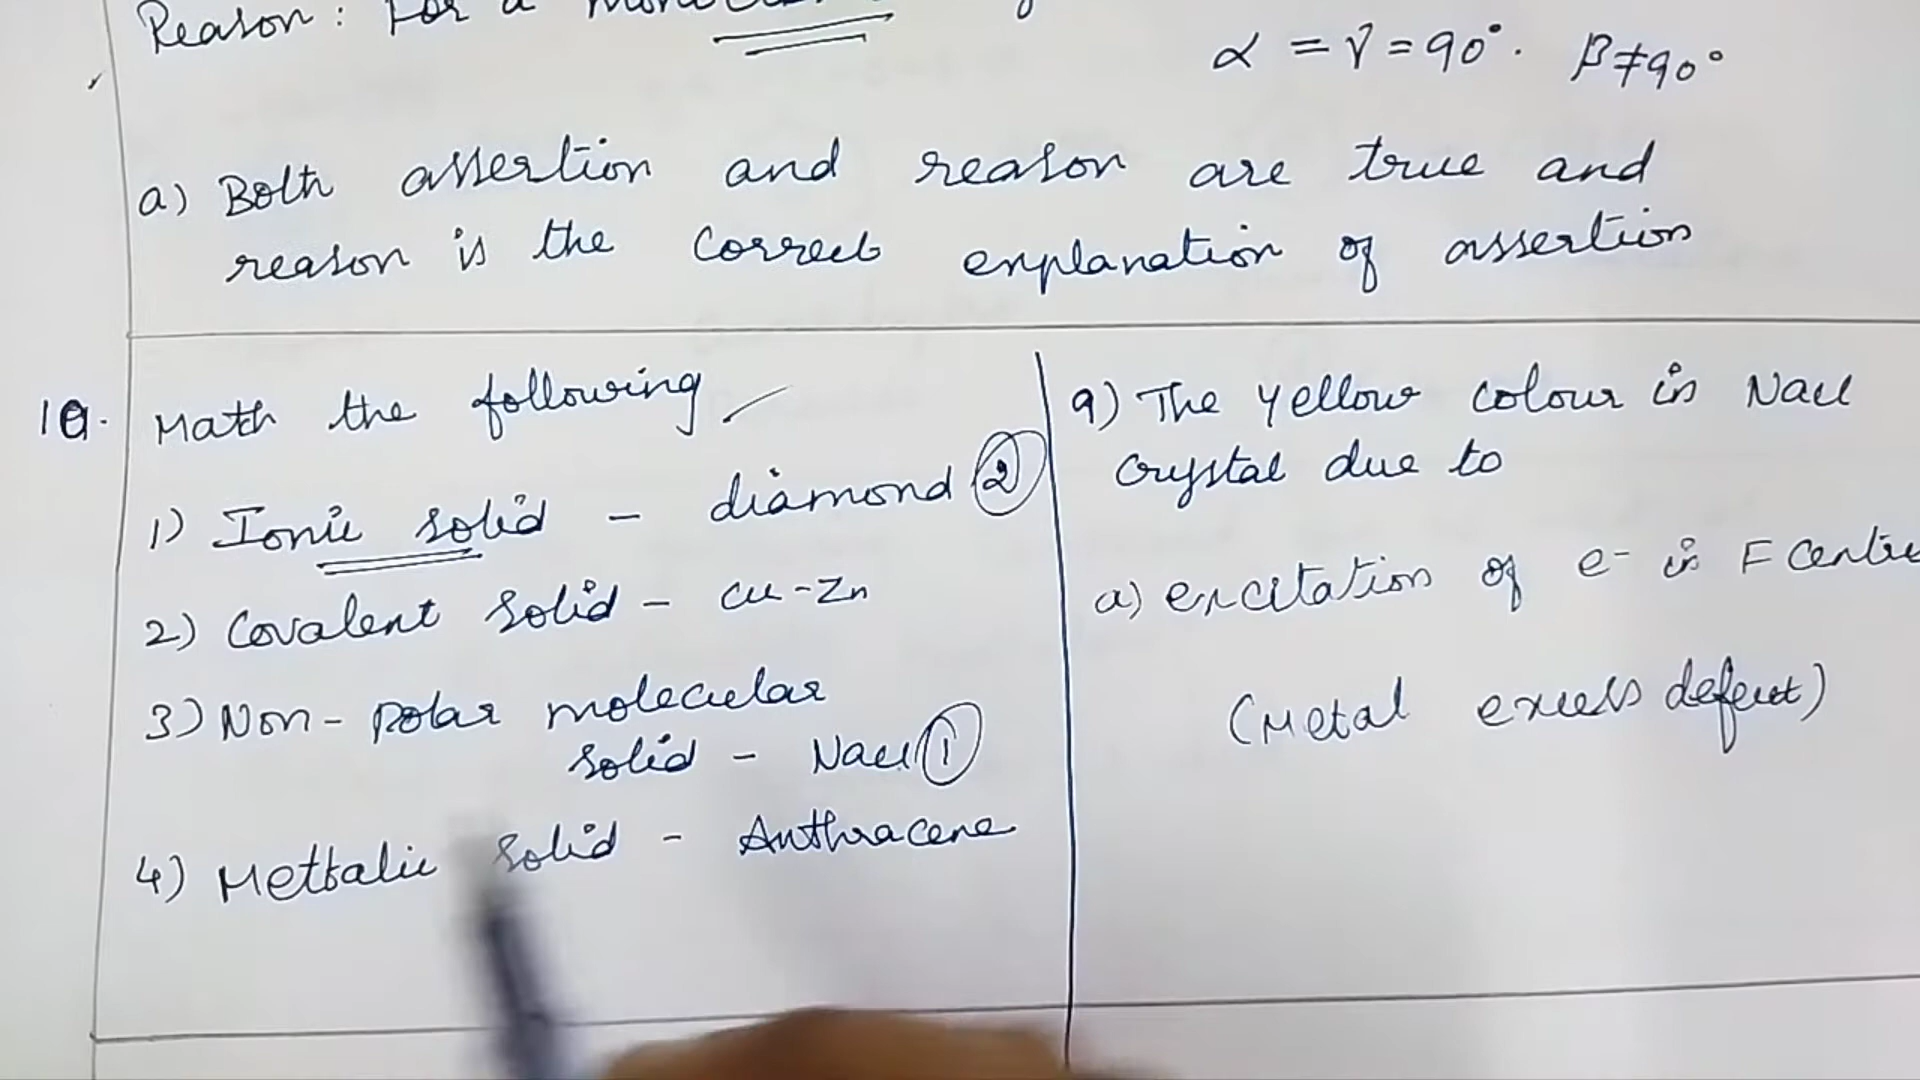 Reason: For a
α = γ = 90°. β ≠ 90°
a) Both assertion and reason are true and
reason is the correct explanation of assertion
10. Math the following
1) Ionic solid - diamond ②
2) Covalent solid - Cu-Zn
3) Non-polar molecular
solid - NaCl ①
4) Mettalic solid - Anthracene
9) The yellow colour in NaCl
crystal due to
a) excitation of e⁻ in F centre
(Metal excess defect)